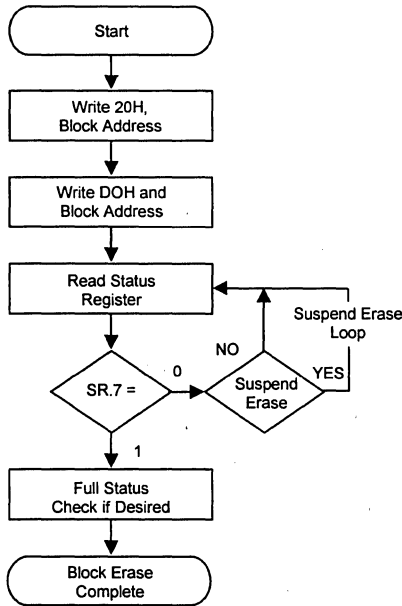 Start
Write 20H,
Block Address
Write DOH and
Block Address
Read Status
Register
Suspend Erase
Loop
NO
YES
0
SR.7 =
Suspend
Erase
1
Full Status
Check if Desired
Block Erase
Complete